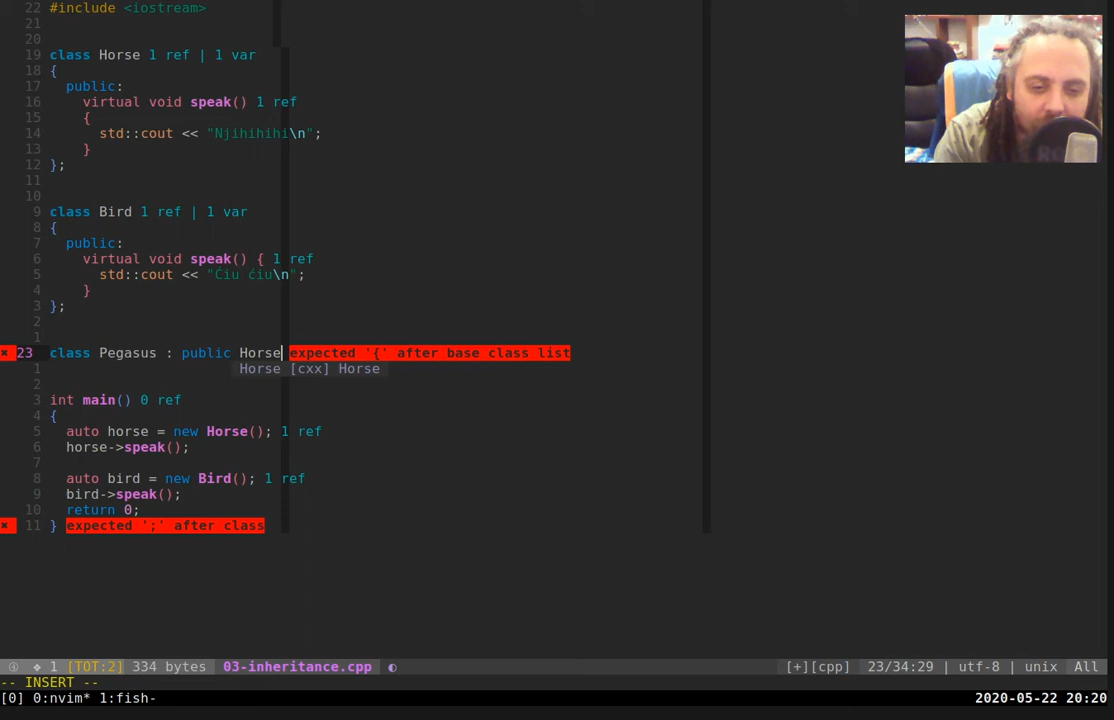 22 #include <iostream>
21
20
19 class Horse 1 ref | 1 var
18 {
17 public:
16 virtual void speak() 1 ref
15 {
14 std::cout << "Njihihihi\n";
13 }
12 };
11
10
9 class Bird 1 ref | 1 var
8 {
7 public:
6 virtual void speak() { 1 ref
5 std::cout << "Ćiu ćiu\n";
4 }
3 };
2
1
✖ 23 class Pegasus : public Horse expected '{' after base class list
1 Horse [cxx] Horse
2
3 int main() 0 ref
4 {
5 auto horse = new Horse(); 1 ref
6 horse->speak();
7
8 auto bird = new Bird(); 1 ref
9 bird->speak();
10 return 0;
✖ 11 } expected ';' after class
④ ❖ 1 [TOT:2] 334 bytes 03-inheritance.cpp ◐ [+][cpp] 23/34:29 | utf-8 | unix All
-- INSERT --
[0] 0:nvim* 1:fish- 2020-05-22 20:20